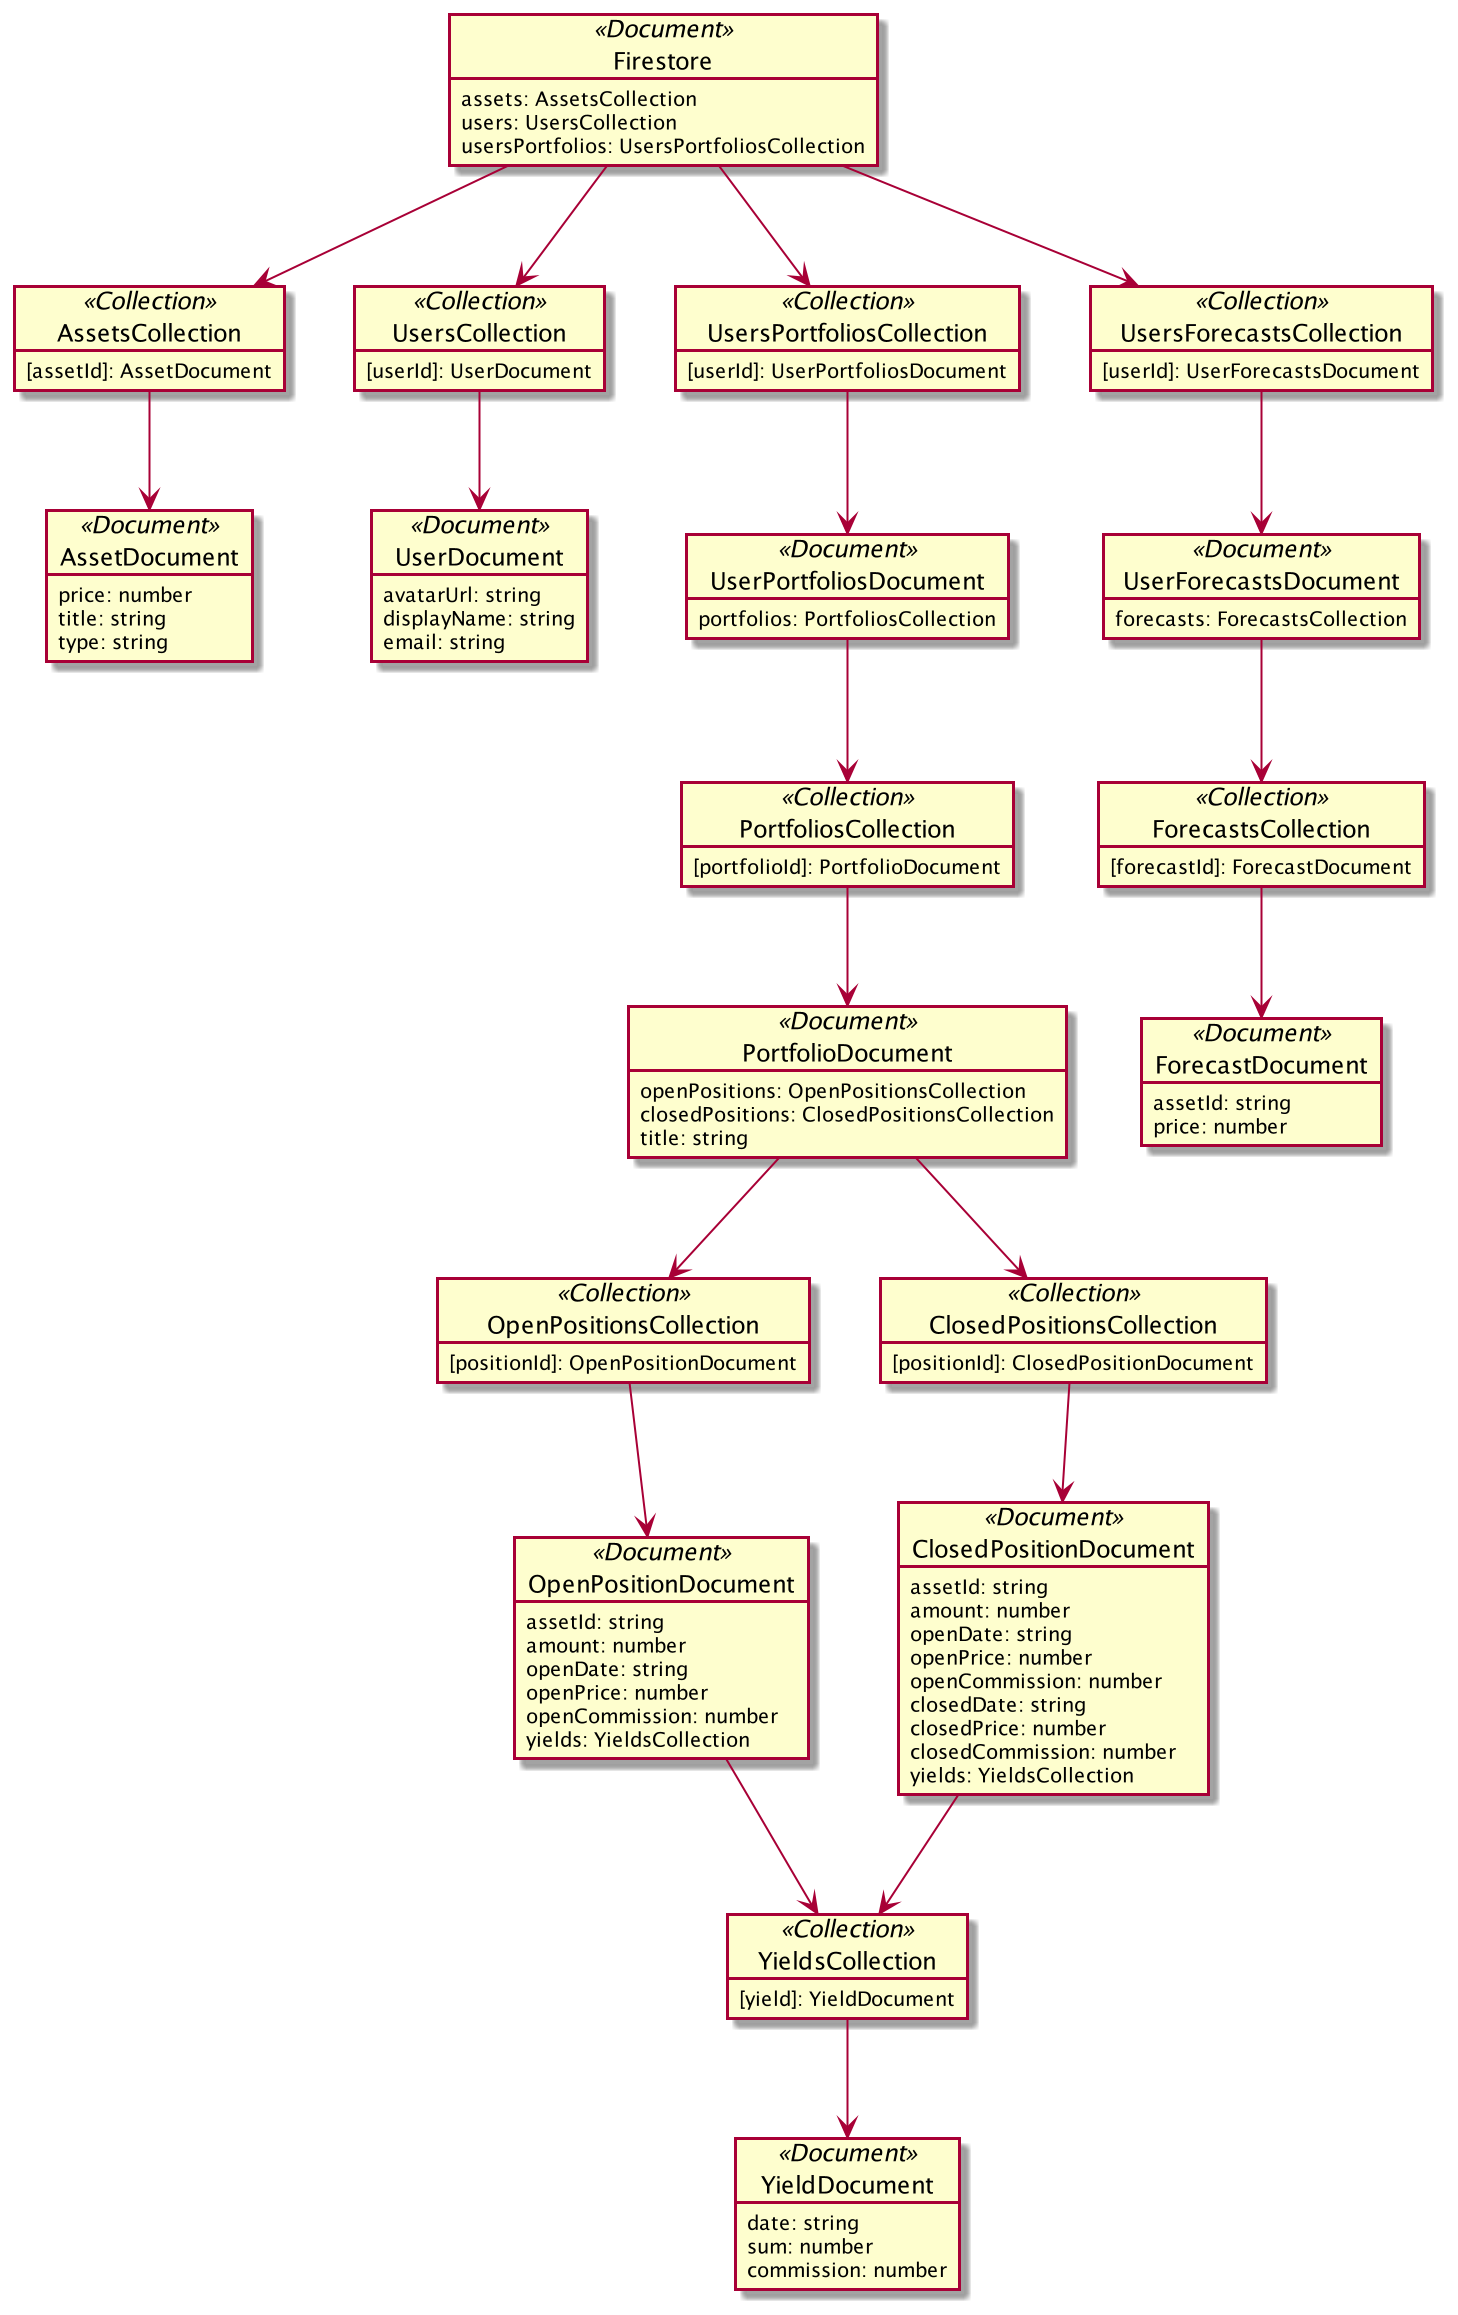 «Document»
Firestore
assets: AssetsCollection
users: UsersCollection
usersPortfolios: UsersPortfoliosCollection
«Collection»
AssetsCollection
[assetId]: AssetDocument
«Collection»
UsersCollection
[userId]: UserDocument
«Collection»
UsersPortfoliosCollection
[userId]: UserPortfoliosDocument
«Collection»
UsersForecastsCollection
[userId]: UserForecastsDocument
«Document»
AssetDocument
price: number
title: string
type: string
«Document»
UserDocument
avatarUrl: string
displayName: string
email: string
«Document»
UserPortfoliosDocument
portfolios: PortfoliosCollection
«Document»
UserForecastsDocument
forecasts: ForecastsCollection
«Collection»
PortfoliosCollection
[portfolioId]: PortfolioDocument
«Collection»
ForecastsCollection
[forecastId]: ForecastDocument
«Document»
PortfolioDocument
openPositions: OpenPositionsCollection
closedPositions: ClosedPositionsCollection
title: string
«Document»
ForecastDocument
assetId: string
price: number
«Collection»
OpenPositionsCollection
[positionId]: OpenPositionDocument
«Collection»
ClosedPositionsCollection
[positionId]: ClosedPositionDocument
«Document»
OpenPositionDocument
assetId: string
amount: number
openDate: string
openPrice: number
openCommission: number
yields: YieldsCollection
«Document»
ClosedPositionDocument
assetId: string
amount: number
openDate: string
openPrice: number
openCommission: number
closedDate: string
closedPrice: number
closedCommission: number
yields: YieldsCollection
«Collection»
YieldsCollection
[yield]: YieldDocument
«Document»
YieldDocument
date: string
sum: number
commission: number